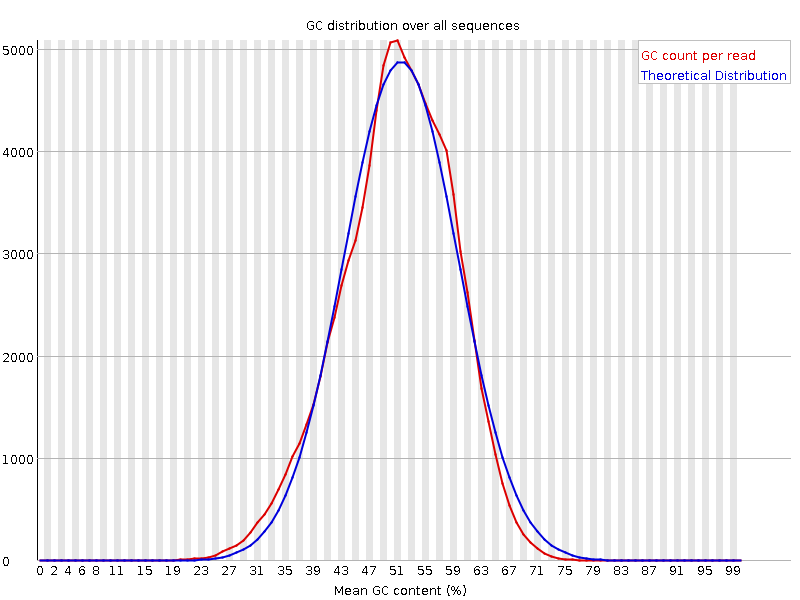 GC distribution over all sequences
GC count per read
Theoretical Distribution
5000
4000
3000
2000
1000
0
0 2 4 6 8 11 15 19 23 27 31 35 39 43 47 51 55 59 63 67 71 75 79 83 87 91 95 99
Mean GC content (%)